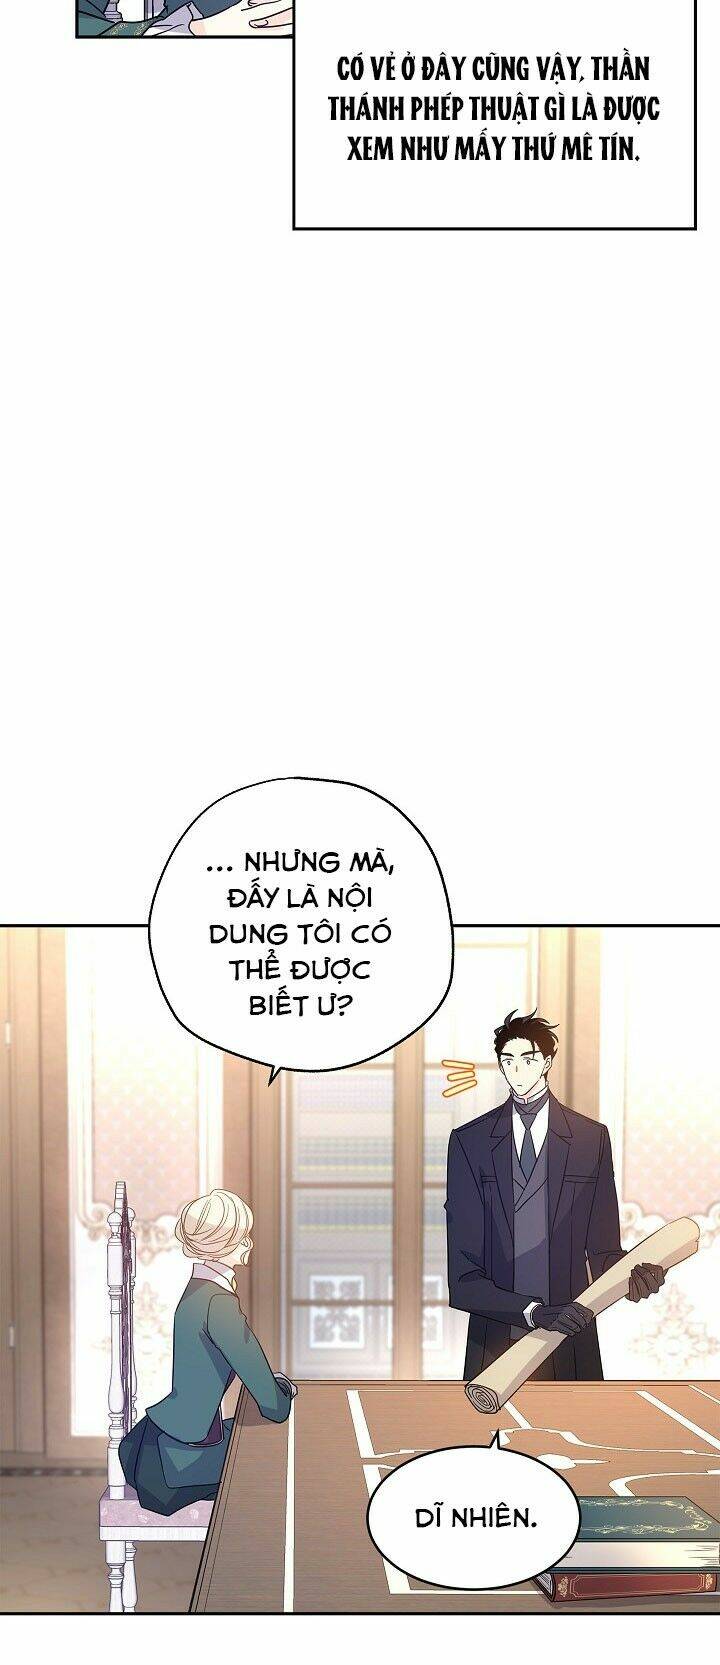 CÓ VẺ Ở ĐÂY CŨNG VẬY, THẦN
THÁNH PHÉP THUẬT GÌ LÀ ĐƯỢC
XEM NHƯ MẤY THỨ MÊ TÍN.
... NHƯNG MÀ,
ĐẤY LÀ NỘI
DUNG TÔI CÓ
THỂ ĐƯỢC
BIẾT Ư?
DĨ NHIÊN.